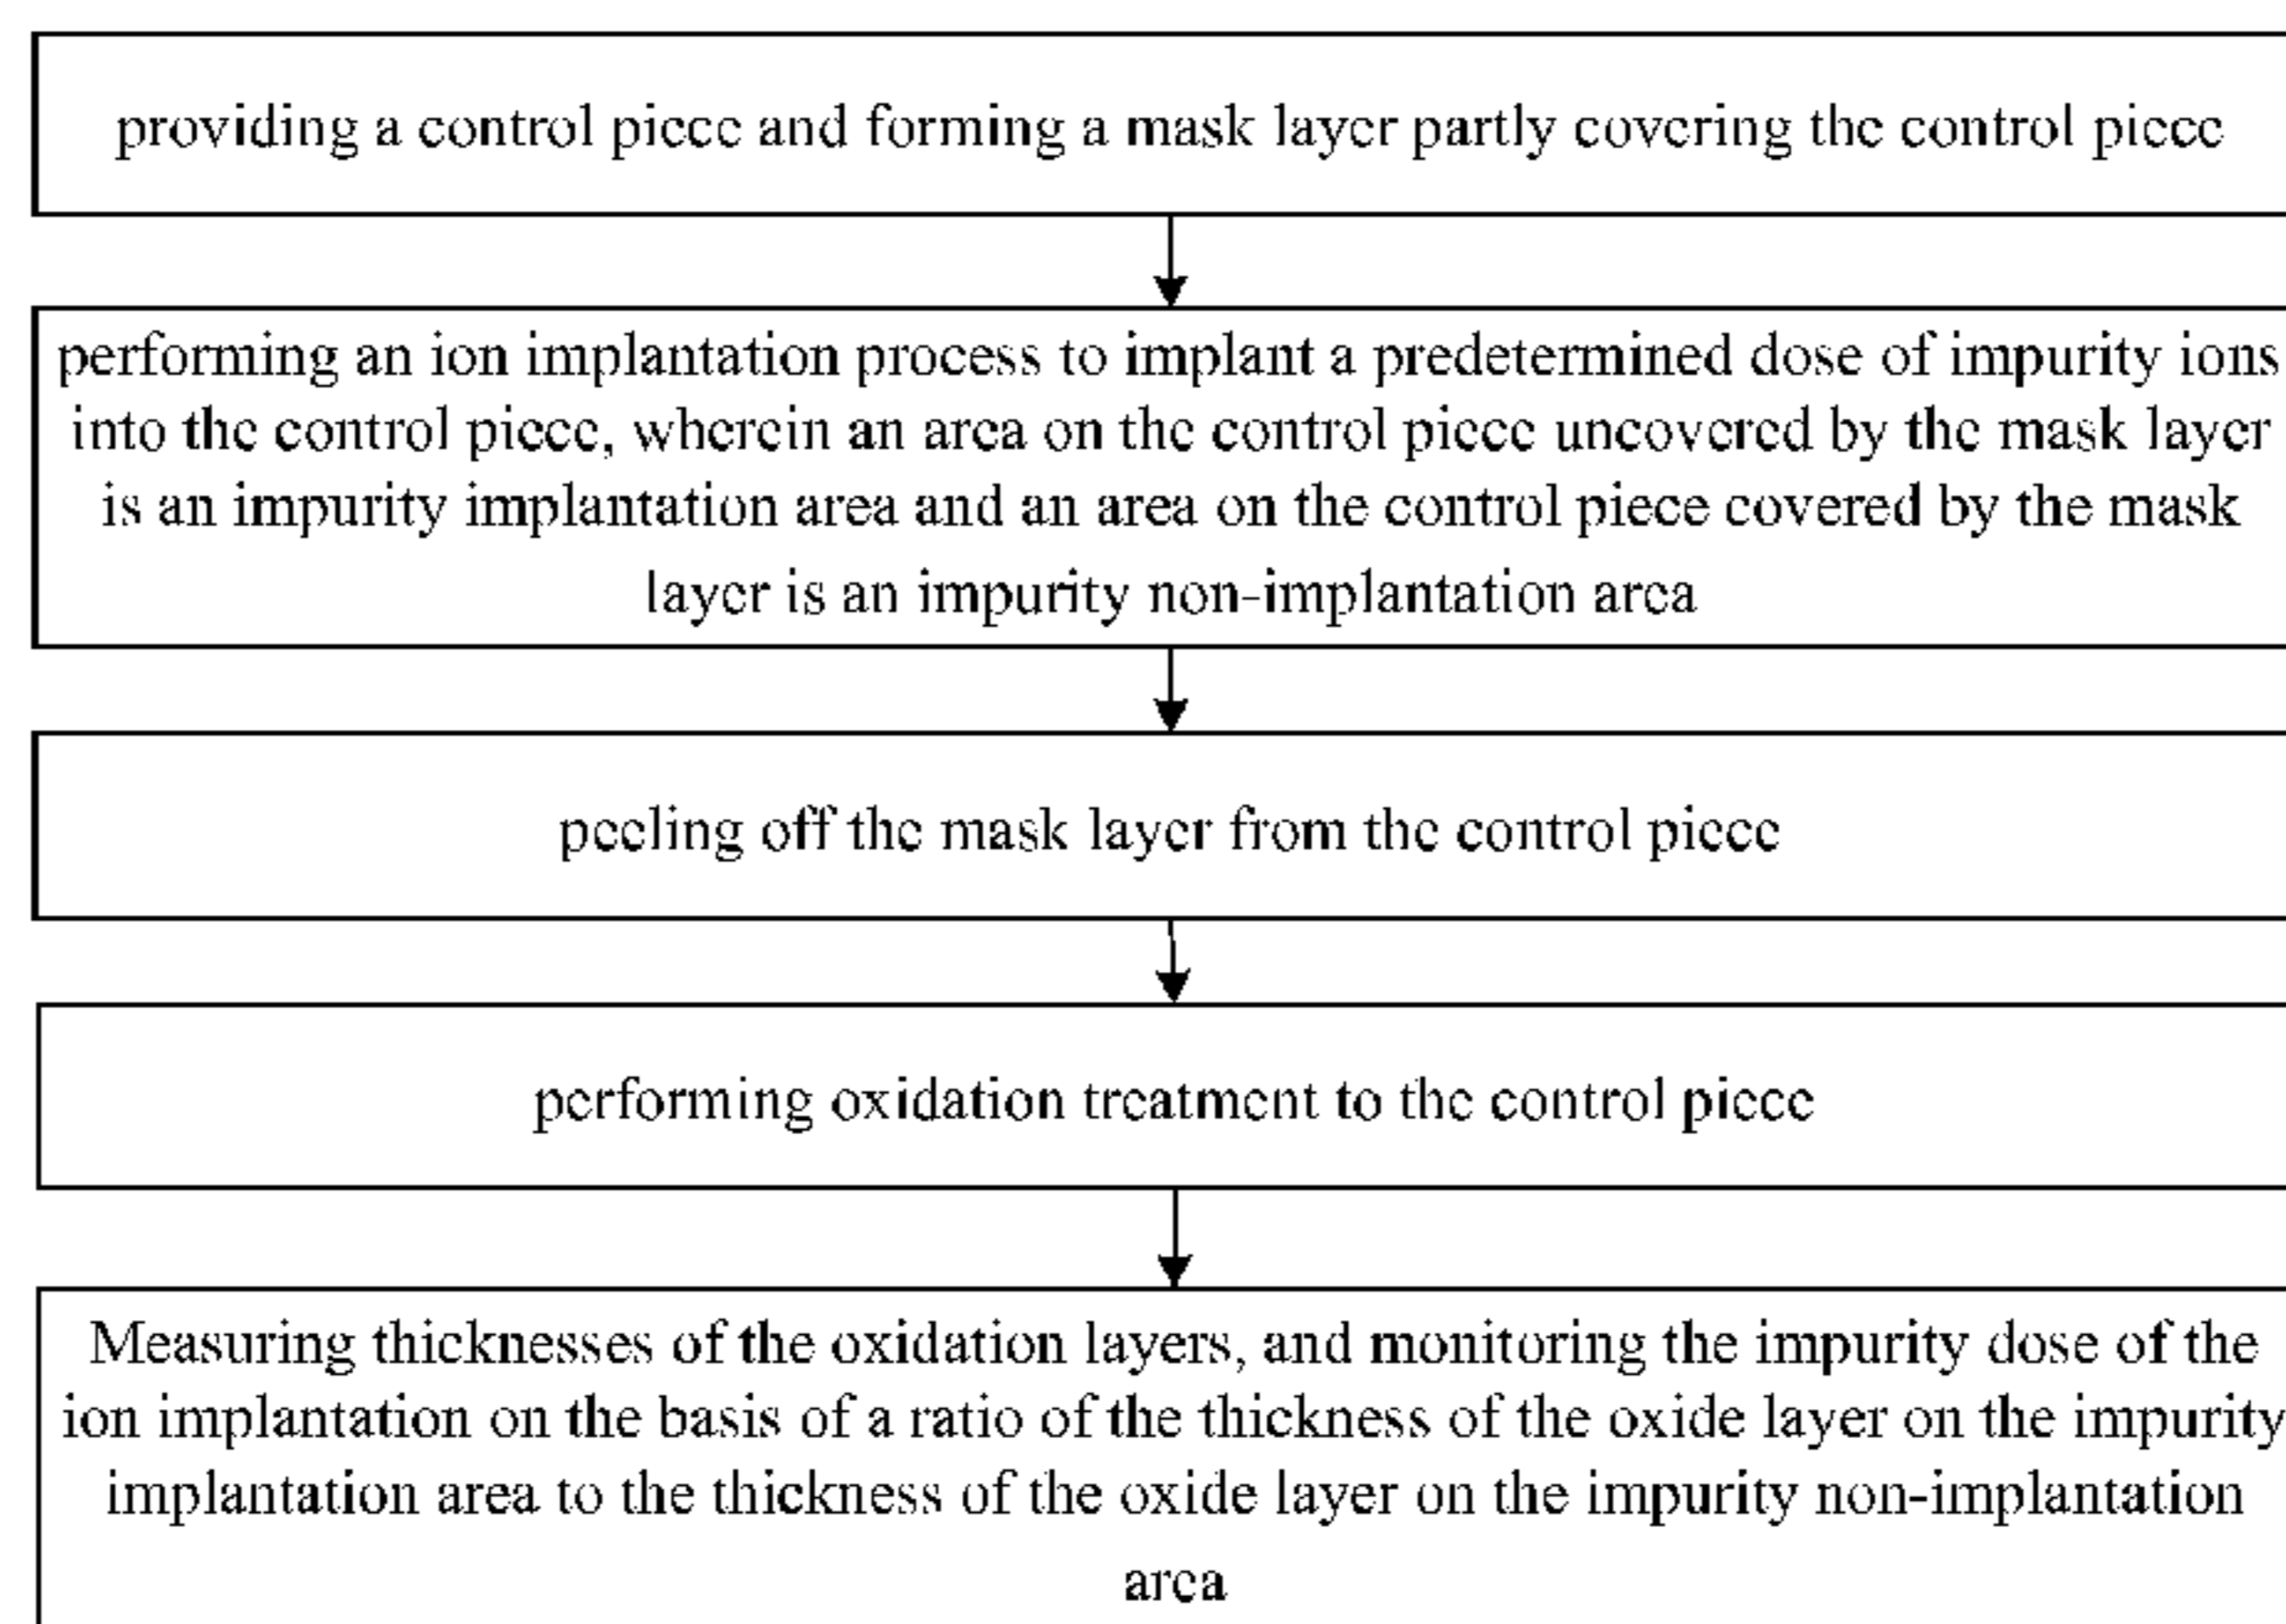 providing a control piece and forming a mask layer partly covering the control piece
performing an ion implantation process to implant a predetermined dose of impurity ions
into the control piece, wherein an area on the control piece uncovered by the mask layer
is an impurity implantation area and an area on the control piece covered by the mask
layer is an impurity non-implantation area
peeling off the mask layer from the control piece
performing oxidation treatment to the control piece
Measuring thicknesses of the oxidation layers, and monitoring the impurity dose of the
ion implantation on the basis of a ratio of the thickness of the oxide layer on the impurity
implantation area to the thickness of the oxide layer on the impurity non-implantation
area